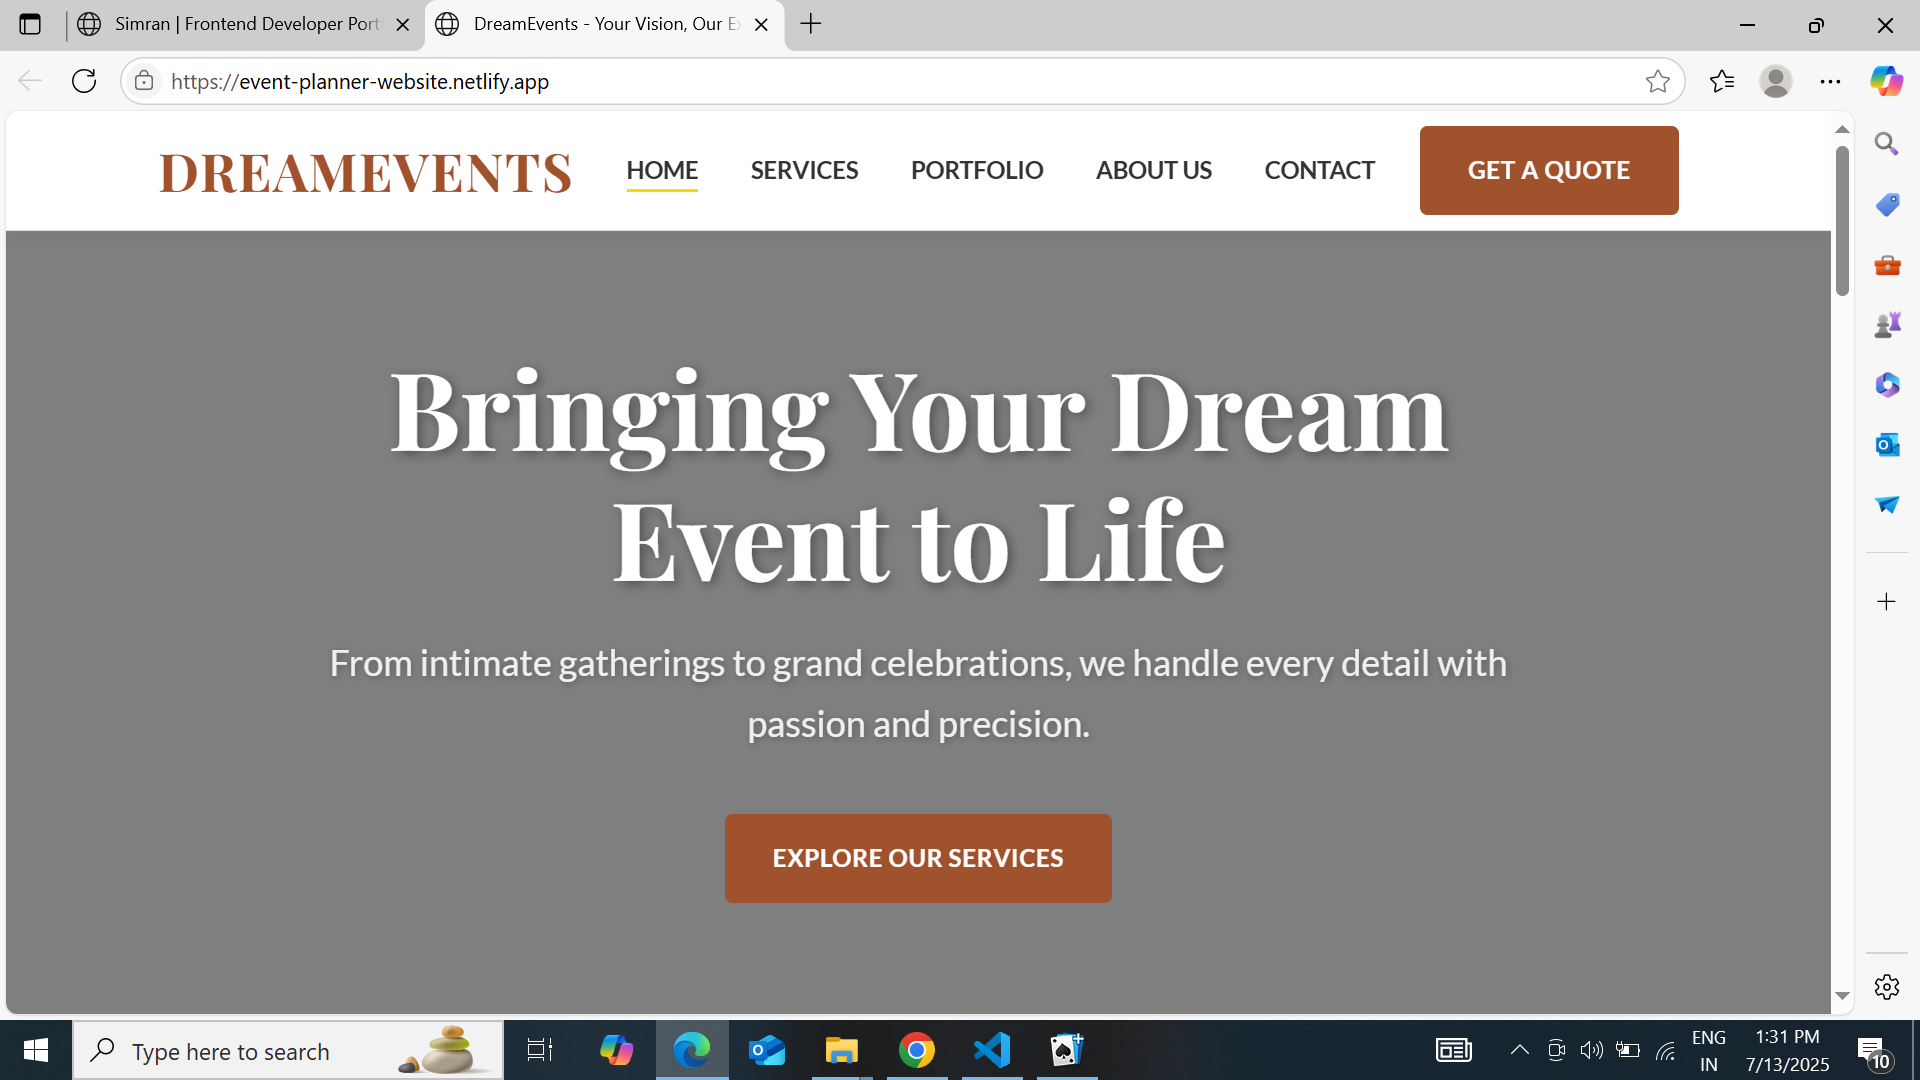 Simran | Frontend Developer Port
DreamEvents - Your Vision, Our Ex
https://event-planner-website.netlify.app
DREAMEVENTS
HOME
SERVICES
PORTFOLIO
ABOUT US
CONTACT
GET A QUOTE
Bringing Your Dream
Event to Life
From intimate gatherings to grand celebrations, we handle every detail with
passion and precision.
EXPLORE OUR SERVICES
Type here to search
ENG
IN
1:31 PM
7/13/2025
10